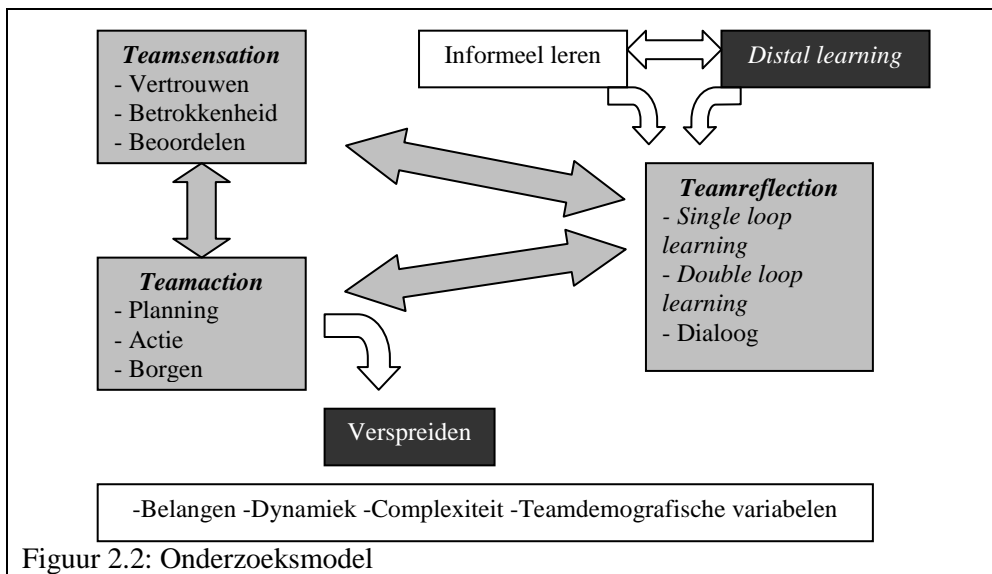 Teamsensation
- Vertrouwen
- Betrokkenheid
- Beoordelen
Informeel leren
Distal learning
Teamreflection
- Single loop
learning
- Double loop
learning
- Dialoog
Teamaction
- Planning
- Actie
- Borgen
Verspreiden
-Belangen -Dynamiek -Complexiteit -Teamdemografische variabelen
Figuur 2.2: Onderzoeksmodel